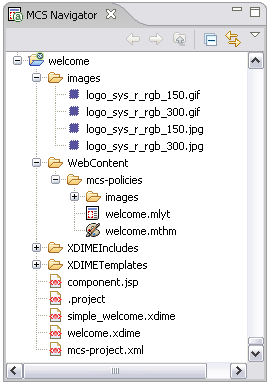 MCS Navigator
welcome
images
logo_sys_r_rgb_150.gif
logo_sys_r_rgb_300.gif
logo_sys_r_rgb_150.jpg
logo_sys_r_rgb_300.jpg
WebContent
mcs-policies
images
welcome.mlyt
welcome.mthm
XDIMEIncludes
XDIMETemplates
component.jsp
.project
simple_welcome.xdime
welcome.xdime
mcs-project.xml